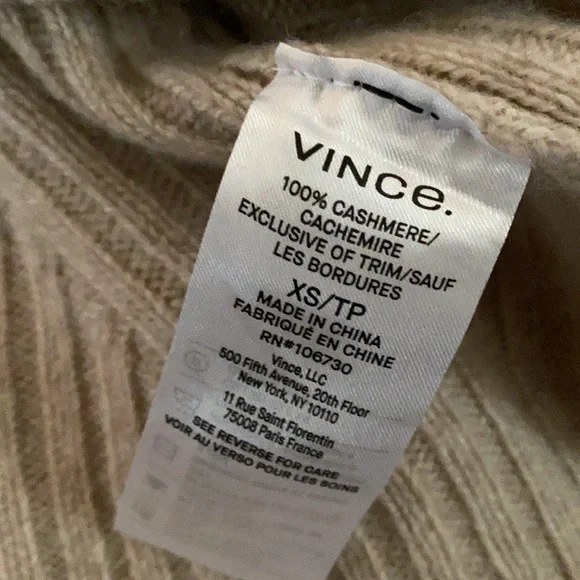 VINCE.
100% CASHMERE/
CACHEMIRE
EXCLUSIVE OF TRIM/SAUF
LES BORDURES
XS/TP
MADE IN CHINA
FABRIQUÉ EN CHINE
RN#106730
Vince, LLC
500 Fifth Avenue, 20th Floor
New York, NY 10110
11 Rue Saint Florentin
75008 Paris France
SEE REVERSE FOR CARE
VOIR AU VERSO POUR LES SOINS